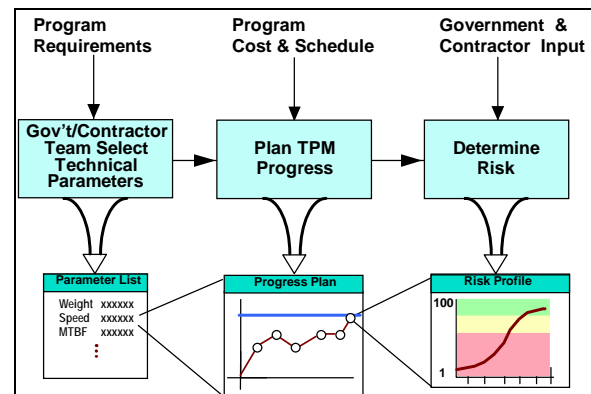 Program
Requirements
Program
Cost & Schedule
Government &
Contractor Input
Gov't/Contractor
Team Select
Technical
Parameters
Plan TPM
Progress
Determine
Risk
Parameter List
Weight xxxxxx
Speed xxxxxx
MTBF xxxxxx
Progress Plan
Risk Profile
100
1